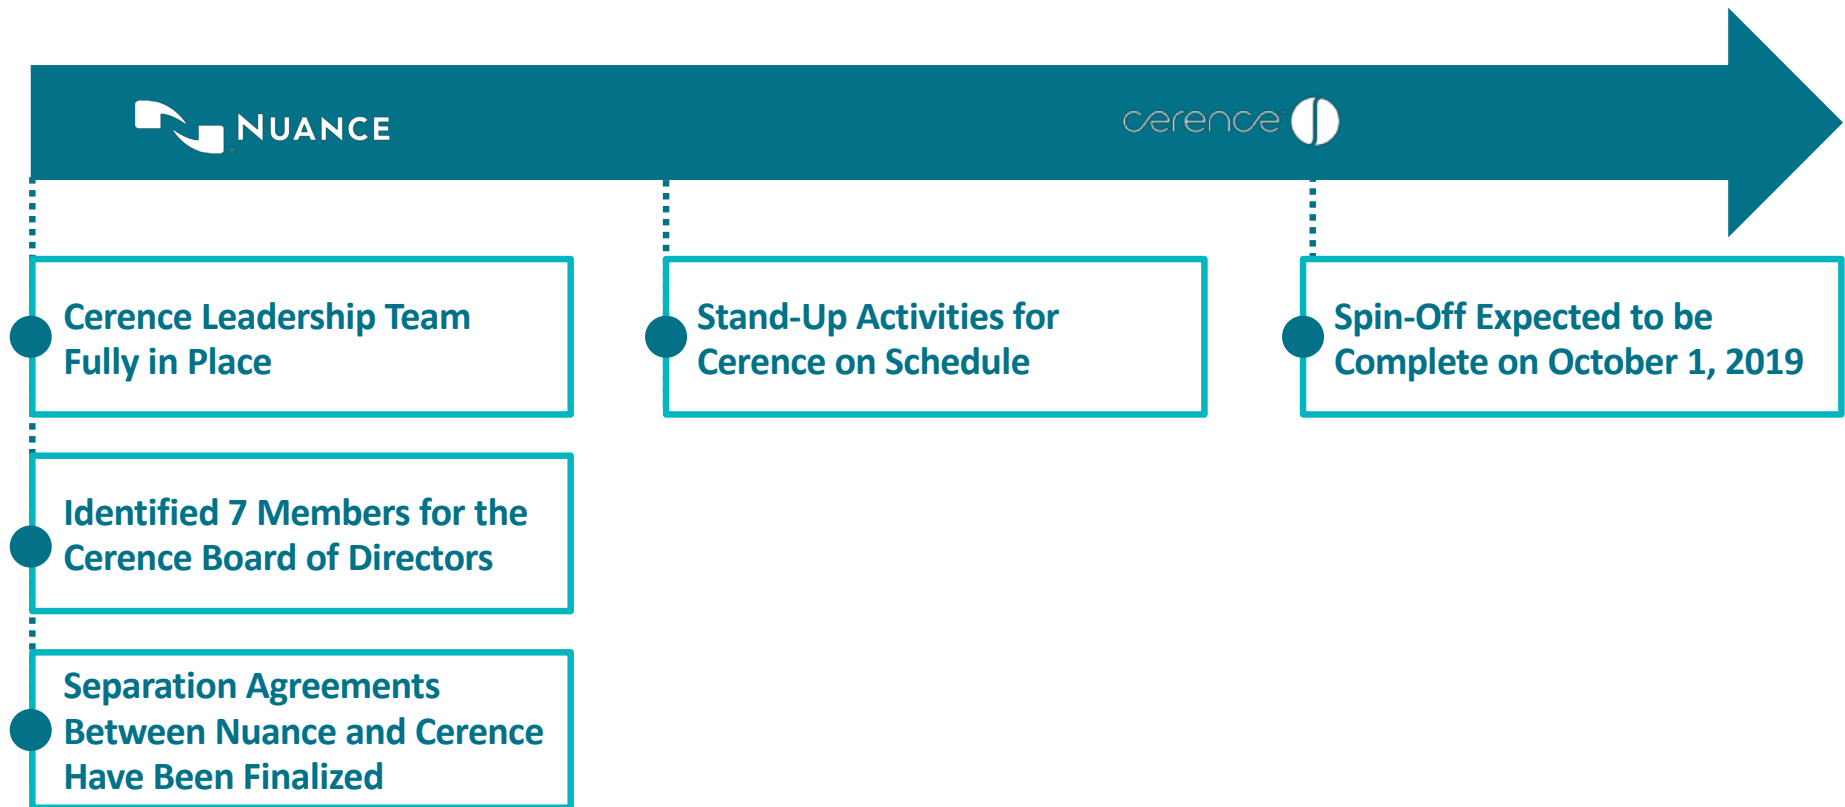 NUANCE
cerence
Cerence Leadership Team
Fully in Place
Identified 7 Members for the
Cerence Board of Directors
Separation Agreements
Between Nuance and Cerence
Have Been Finalized
Stand-Up Activities for
Cerence on Schedule
Spin-Off Expected to be
Complete on October 1, 2019